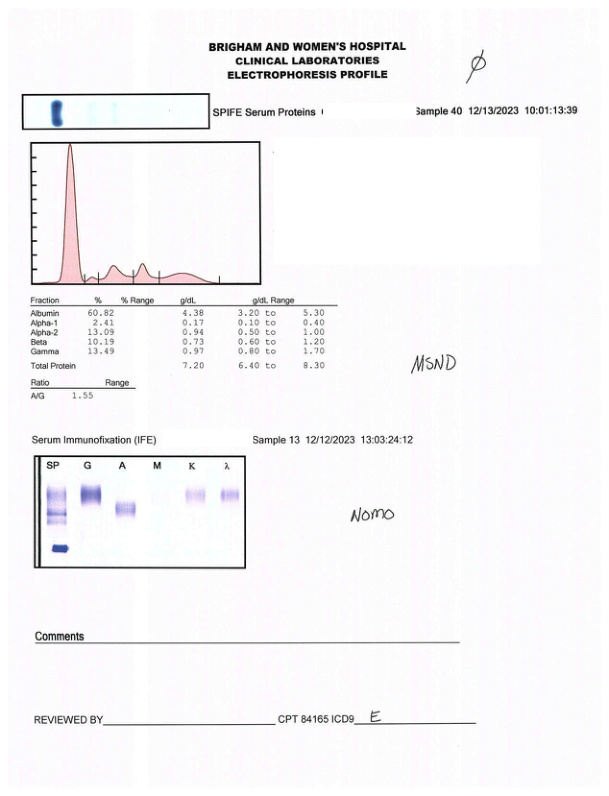 BRIGHAM AND WOMEN'S HOSPITAL
CLINICAL LABORATORIES
ELECTROPHORESIS PROFILE
Ø
SPIFE Serum Proteins Sample 40 12/13/2023 10:01:13:39
Fraction % % Range g/dL g/dL Range
Albumin 60.82 4.38 3.20 to 5.30
Alpha-1 2.41 0.17 0.10 to 0.40
Alpha-2 13.09 0.94 0.50 to 1.00
Beta 10.19 0.73 0.60 to 1.20
Gamma 13.49 0.97 0.80 to 1.70
Total Protein 7.20 6.40 to 8.30
MSND
Ratio Range
A/G 1.55
Serum Immunofixation (IFE) Sample 13 12/12/2023 13:03:24:12
SP G A M K λ
NOMO
Comments
REVIEWED BY CPT 84165 ICD9 E